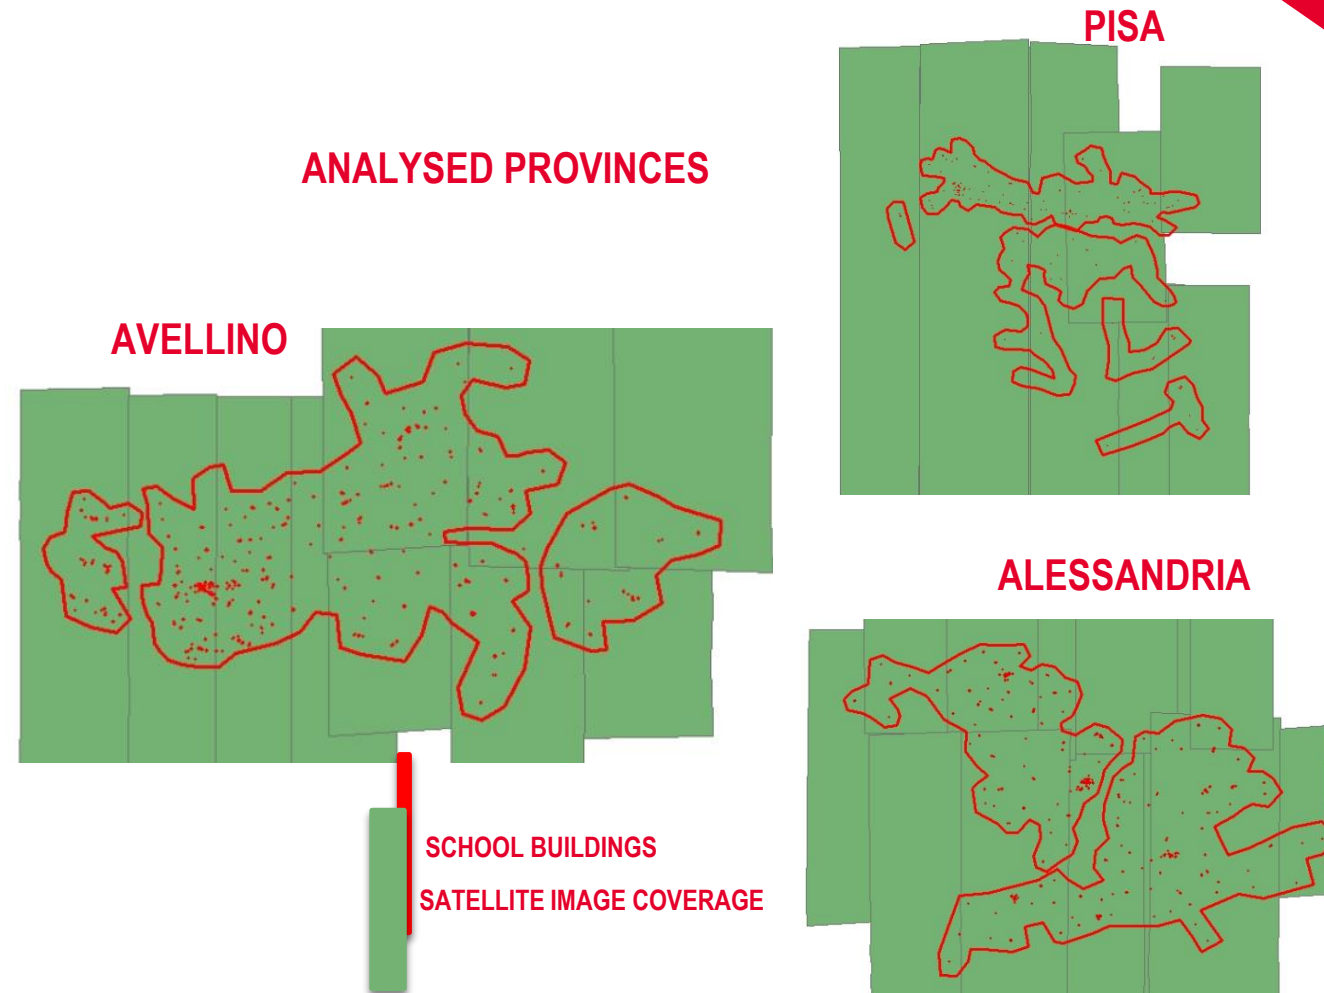 PISA
ANALYSED PROVINCES
AVELLINO
ALESSANDRIA
SCHOOL BUILDINGS
SATELLITE IMAGE COVERAGE